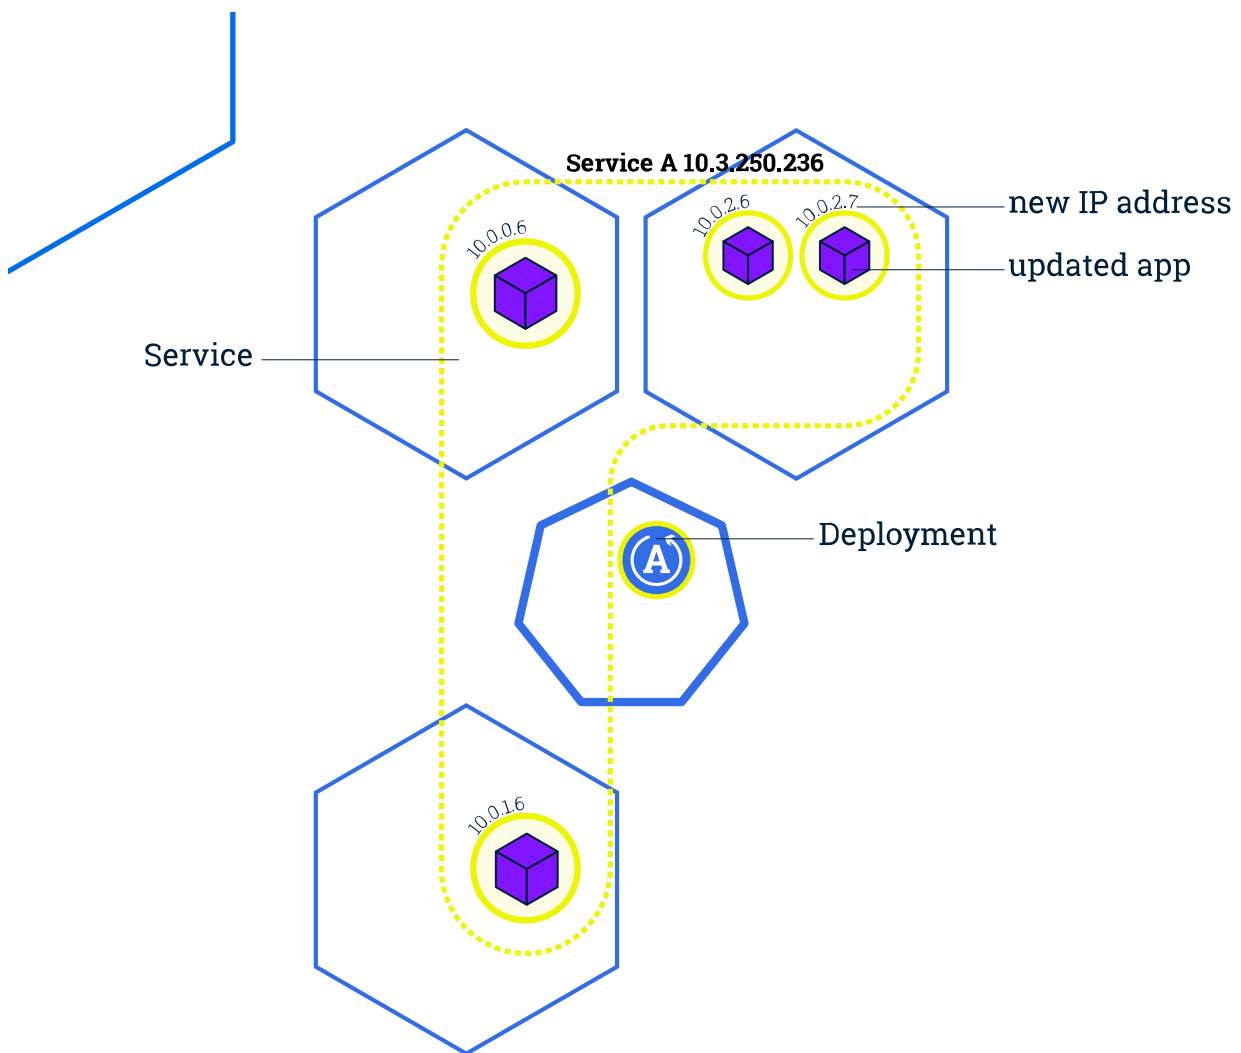 Service A 10.3.250.236
10.0.2.6
10.0.2.7
new IP address
10.0.0.6
updated app
Service
Deployment
A
10.0.1.6